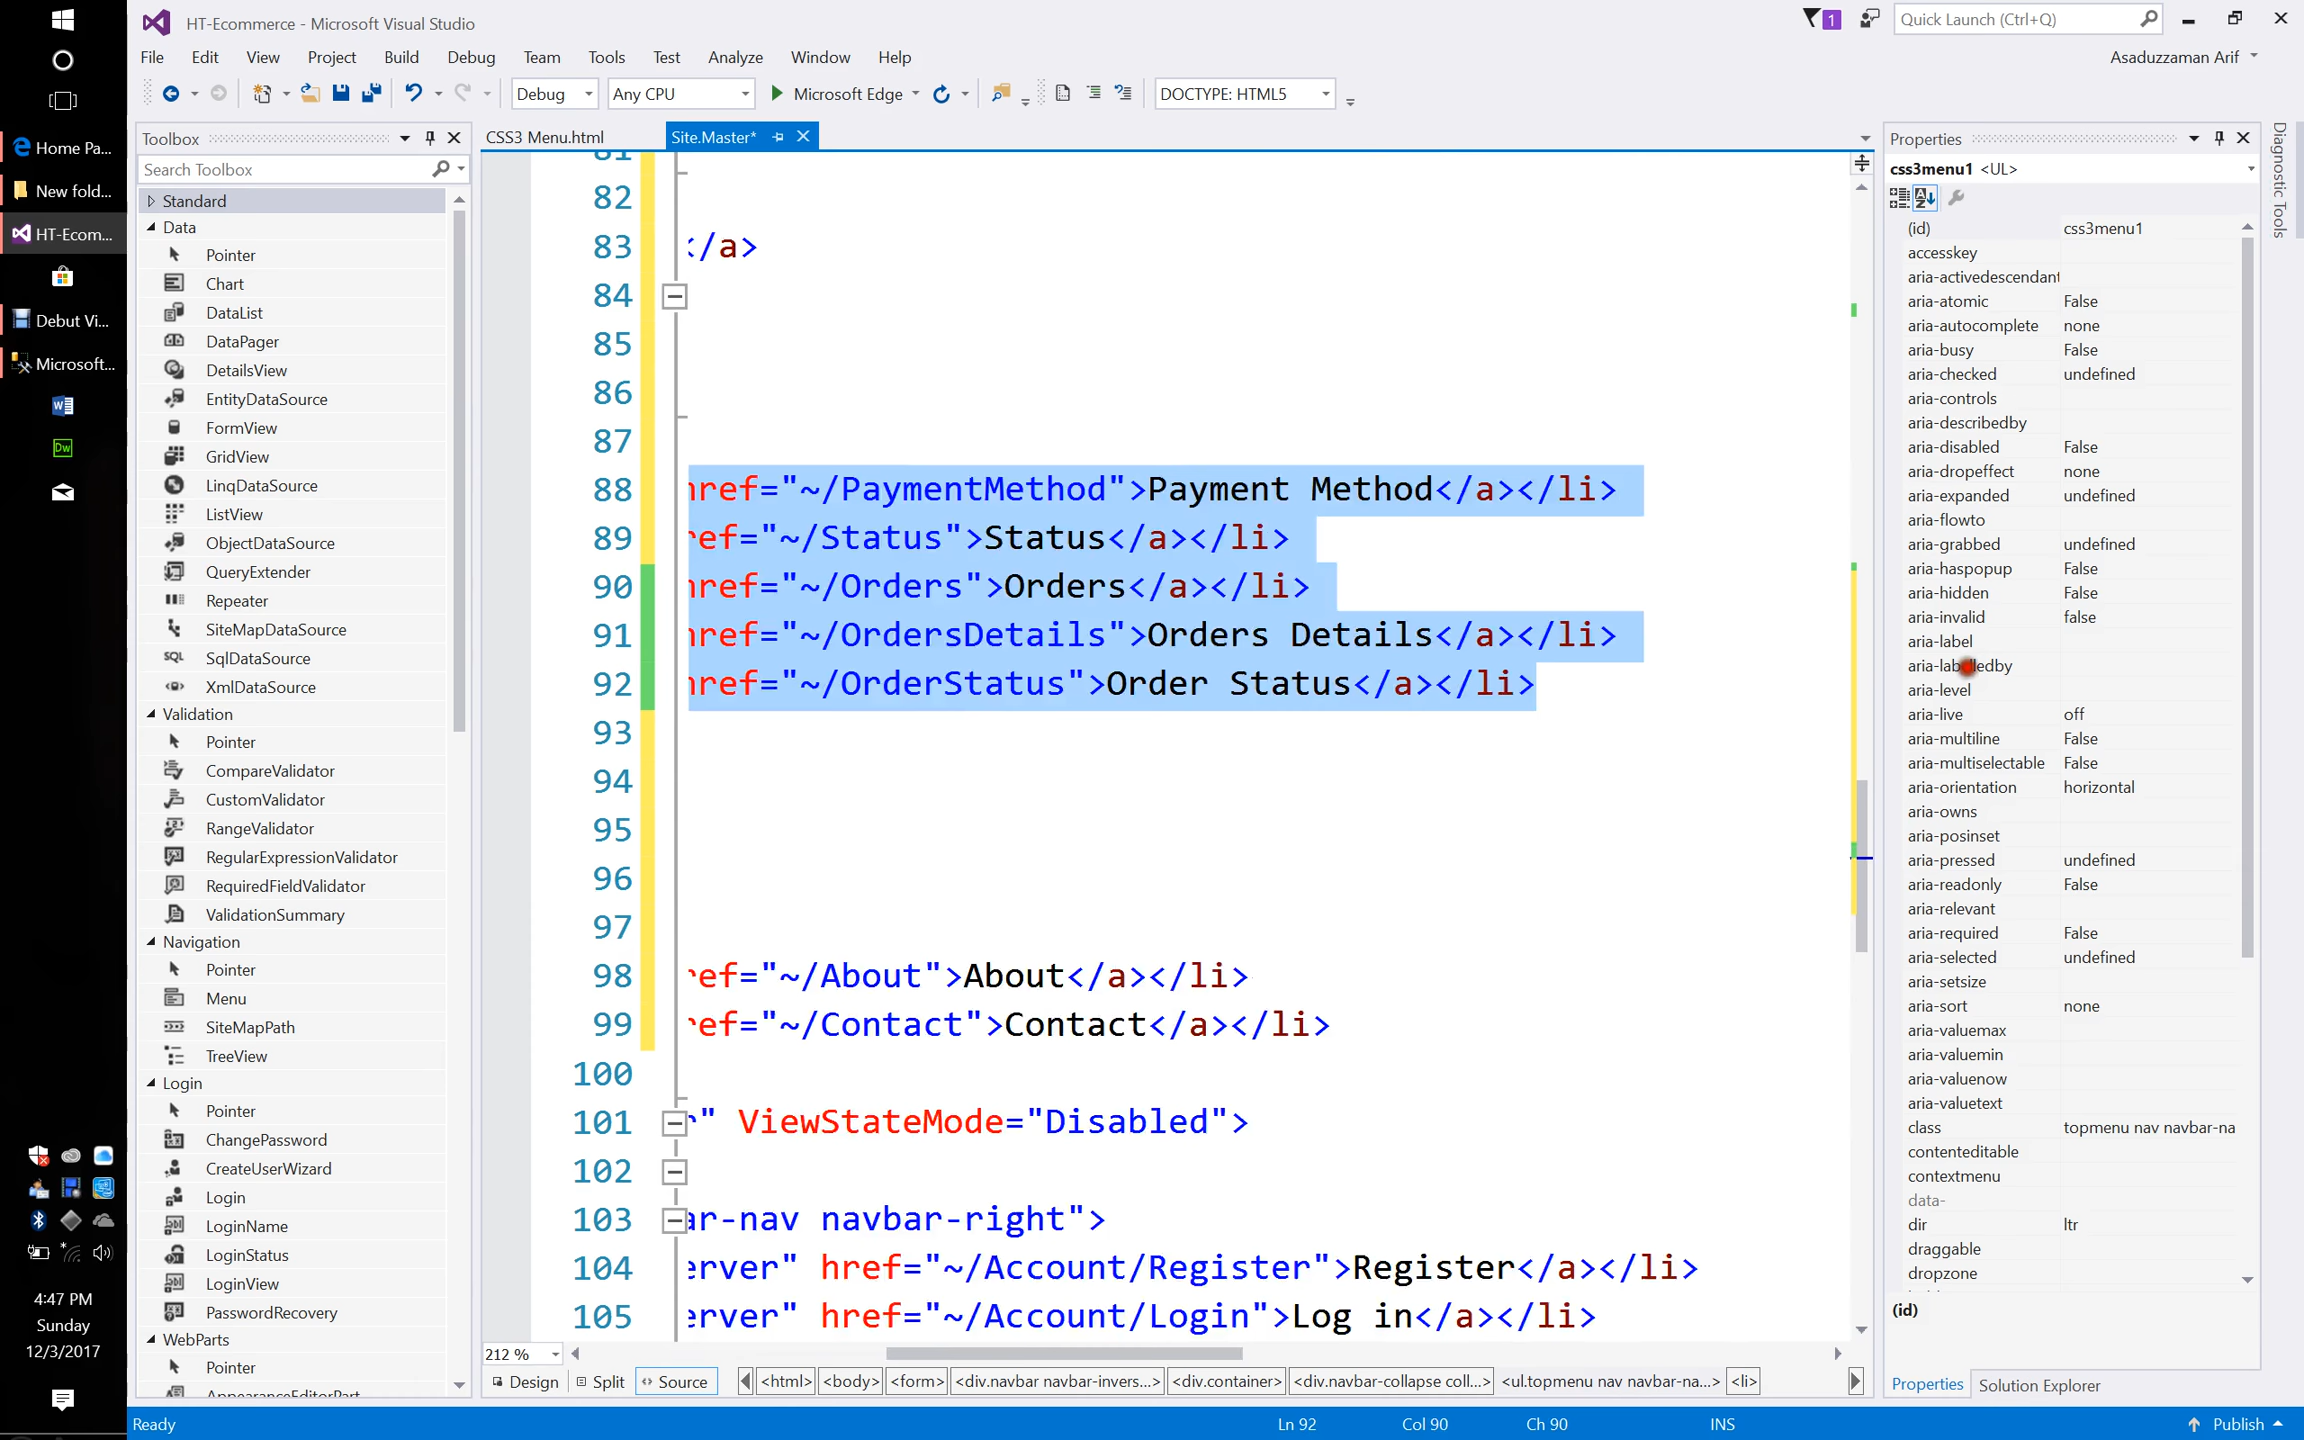 HT-Ecommerce - Microsoft Visual Studio
1
Quick Launch (Ctrl+Q)
File Edit View Project Build Debug Team Tools Test Analyze Window Help
Asaduzzaman Arif
Debug Any CPU Microsoft Edge DOCTYPE: HTML5
Home Pa...
New fold...
HT-Ecom...
Debut Vi...
Microsoft...
Dw
4:47 PM
Sunday
12/3/2017
Toolbox
Search Toolbox
Standard
Data
Pointer
Chart
DataList
DataPager
DetailsView
EntityDataSource
FormView
GridView
LinqDataSource
ListView
ObjectDataSource
QueryExtender
Repeater
SiteMapDataSource
SqlDataSource
XmlDataSource
Validation
Pointer
CompareValidator
CustomValidator
RangeValidator
RegularExpressionValidator
RequiredFieldValidator
ValidationSummary
Navigation
Pointer
Menu
SiteMapPath
TreeView
Login
Pointer
ChangePassword
CreateUserWizard
Login
LoginName
LoginStatus
LoginView
PasswordRecovery
WebParts
Pointer
AppearanceEditorPart
CSS3 Menu.html Site.Master*
81
82
83 </a>
84
85
86
87
88 href="~/PaymentMethod">Payment Method</a></li>
89 ref="~/Status">Status</a></li>
90 href="~/Orders">Orders</a></li>
91 href="~/OrdersDetails">Orders Details</a></li>
92 href="~/OrderStatus">Order Status</a></li>
93
94
95
96
97
98 ref="~/About">About</a></li>
99 ref="~/Contact">Contact</a></li>
100
101 " ViewStateMode="Disabled">
102
103 ar-nav navbar-right">
104 erver" href="~/Account/Register">Register</a></li>
105 erver" href="~/Account/Login">Log in</a></li>
212 %
Design Split Source <html> <body> <form> <div.navbar navbar-invers...> <div.container> <div.navbar-collapse coll...> <ul.topmenu nav navbar-na...> <li>
Properties
css3menu1 <UL>
(id) css3menu1
accesskey
aria-activedescendant
aria-atomic False
aria-autocomplete none
aria-busy False
aria-checked undefined
aria-controls
aria-describedby
aria-disabled False
aria-dropeffect none
aria-expanded undefined
aria-flowto
aria-grabbed undefined
aria-haspopup False
aria-hidden False
aria-invalid false
aria-label
aria-labelledby
aria-level
aria-live off
aria-multiline False
aria-multiselectable False
aria-orientation horizontal
aria-owns
aria-posinset
aria-pressed undefined
aria-readonly False
aria-relevant
aria-required False
aria-selected undefined
aria-setsize
aria-sort none
aria-valuemax
aria-valuemin
aria-valuenow
aria-valuetext
class topmenu nav navbar-na
contenteditable
contextmenu
data-
dir ltr
draggable
dropzone
(id)
Properties Solution Explorer
Diagnostic Tools
Ready Ln 92 Col 90 Ch 90 INS Publish